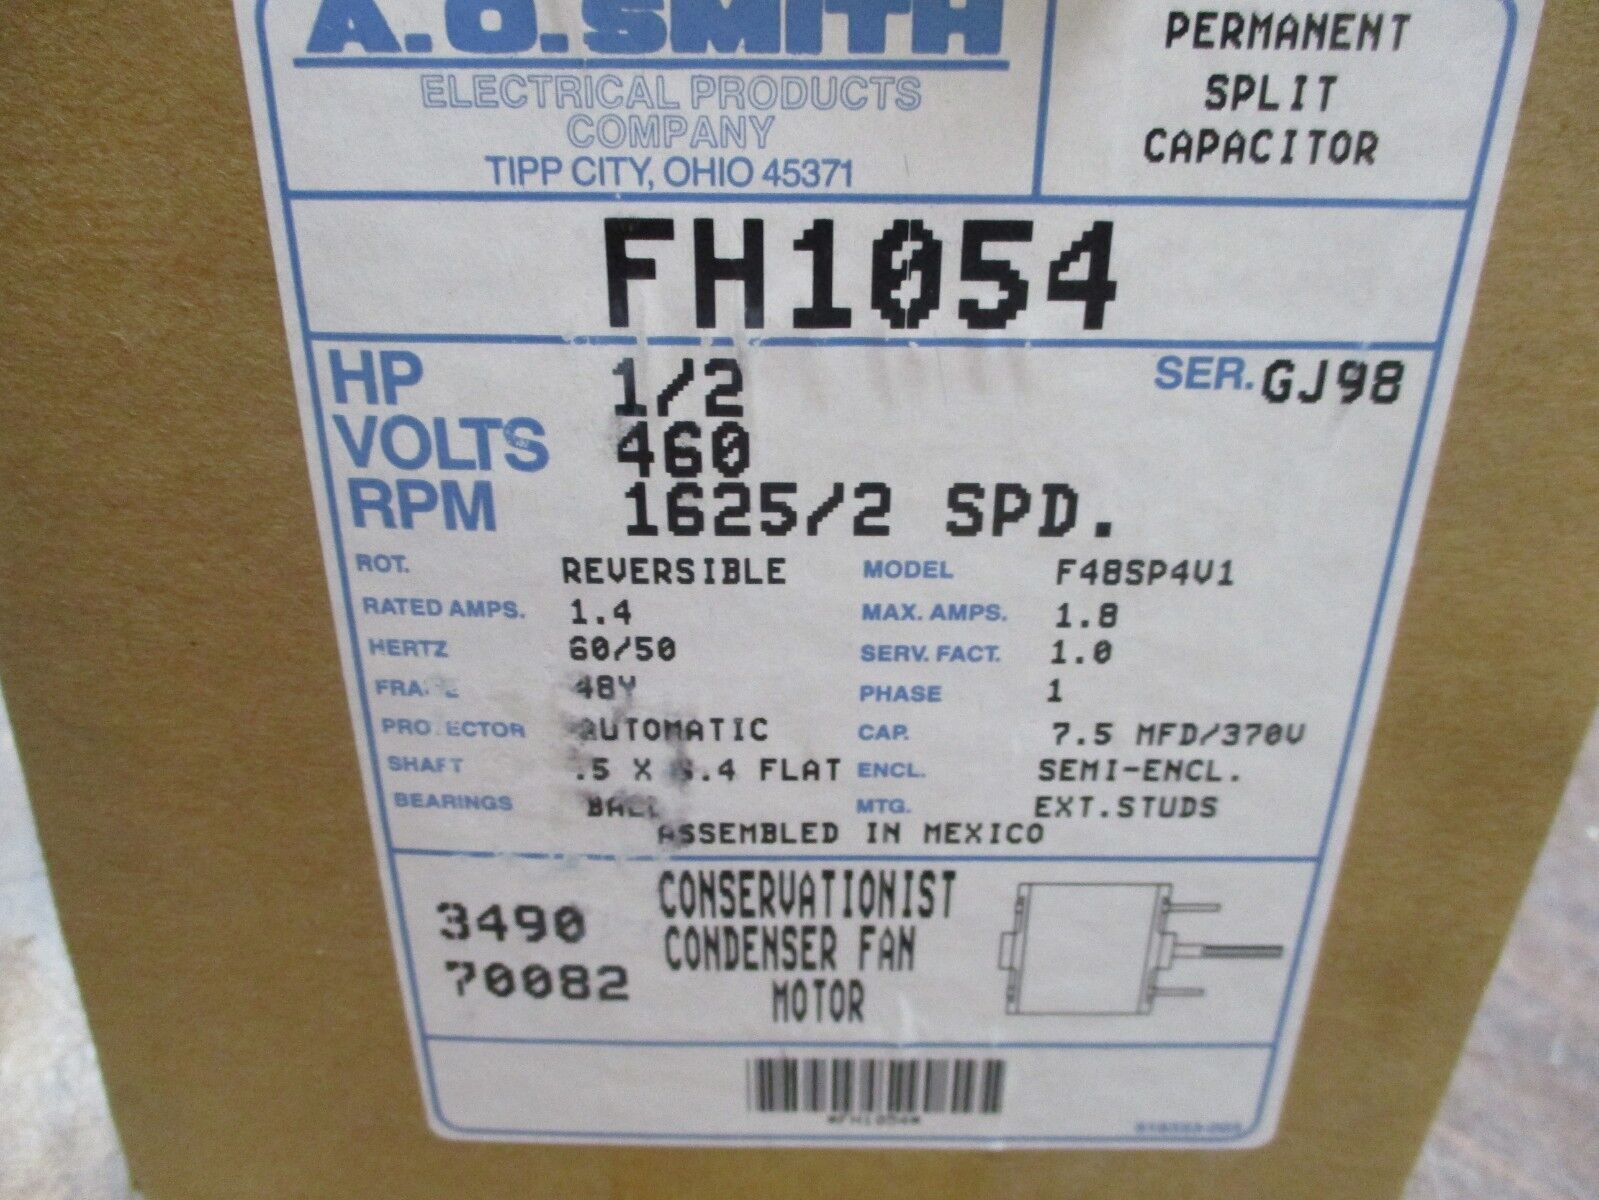 A.O.SMITH
ELECTRICAL PRODUCTS
COMPANY
TIPP CITY, OHIO 45371
PERMANENT
SPLIT
CAPACITOR
FH1054
HP 1/2
SER. GJ98
VOLTS 460
RPM 1625/2 SPD.
ROT. REVERSIBLE MODEL F48SP4V1
RATED AMPS. 1.4 MAX. AMPS. 1.8
HERTZ 60/50 SERV. FACT. 1.0
48Y PHASE 1
AUTOMATIC CAP. 7.5 MFD/370V
SHAFT .5 X FLAT ENCL. SEMI-ENCL.
BEARINGS BALL MTG. EXT.STUDS
ASSEMBLED IN MEXICO
3490
70082
CONSERVATIONIST
CONDENSER FAN
MOTOR
*FH1054*